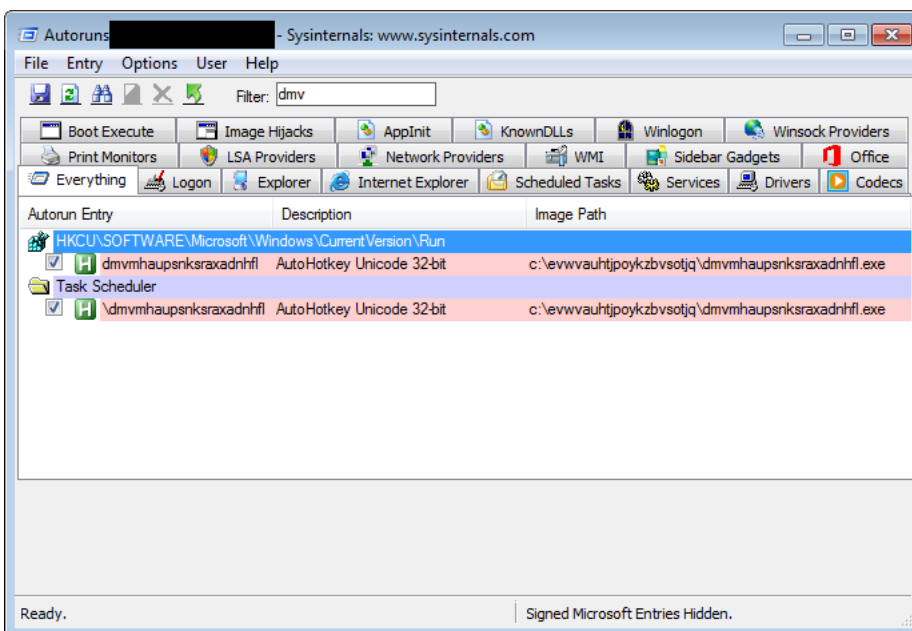 Autoruns - Sysinternals: www.sysinternals.com
File Entry Options User Help
Filter: dmv
Boot Execute Image Hijacks AppInit KnownDLLs Winlogon Winsock Providers
Print Monitors LSA Providers Network Providers WMI Sidebar Gadgets Office
Everything Logon Explorer Internet Explorer Scheduled Tasks Services Drivers Codecs
Autorun Entry Description Image Path
HKCU\SOFTWARE\Microsoft\Windows\CurrentVersion\Run
dmvmhaupsnksraxadnhfl AutoHotkey Unicode 32-bit c:\evwvauhtjpoykzbvsotjq\dmvmhaupsnksraxadnhfl.exe
Task Scheduler
\dmvmhaupsnksraxadnhfl AutoHotkey Unicode 32-bit c:\evwvauhtjpoykzbvsotjq\dmvmhaupsnksraxadnhfl.exe
Ready. Signed Microsoft Entries Hidden.